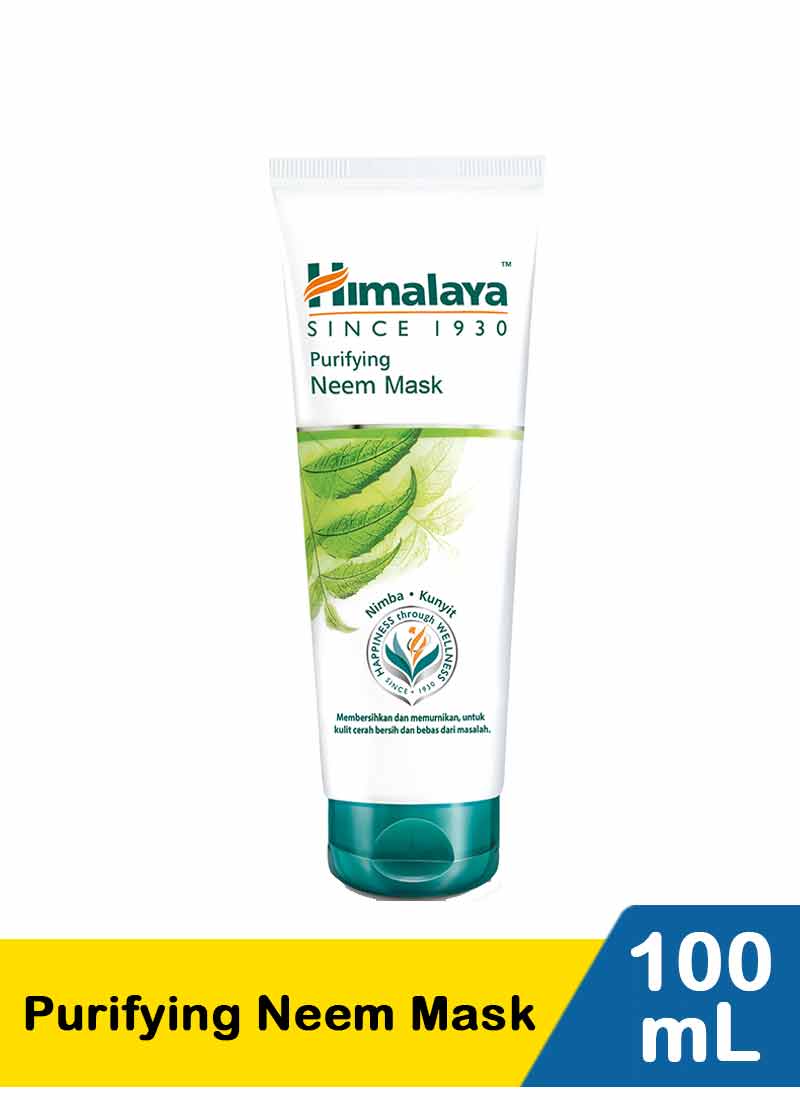 Himalaya™
SINCE 1930
Purifying
Neem Mask
Nimba • Kunyit
HAPPINESS through WELLNESS
SINCE • 1930
Membersihkan dan memurnikan, untuk
kulit cerah bersih dan bebas dari masalah.
Purifying Neem Mask
100
mL